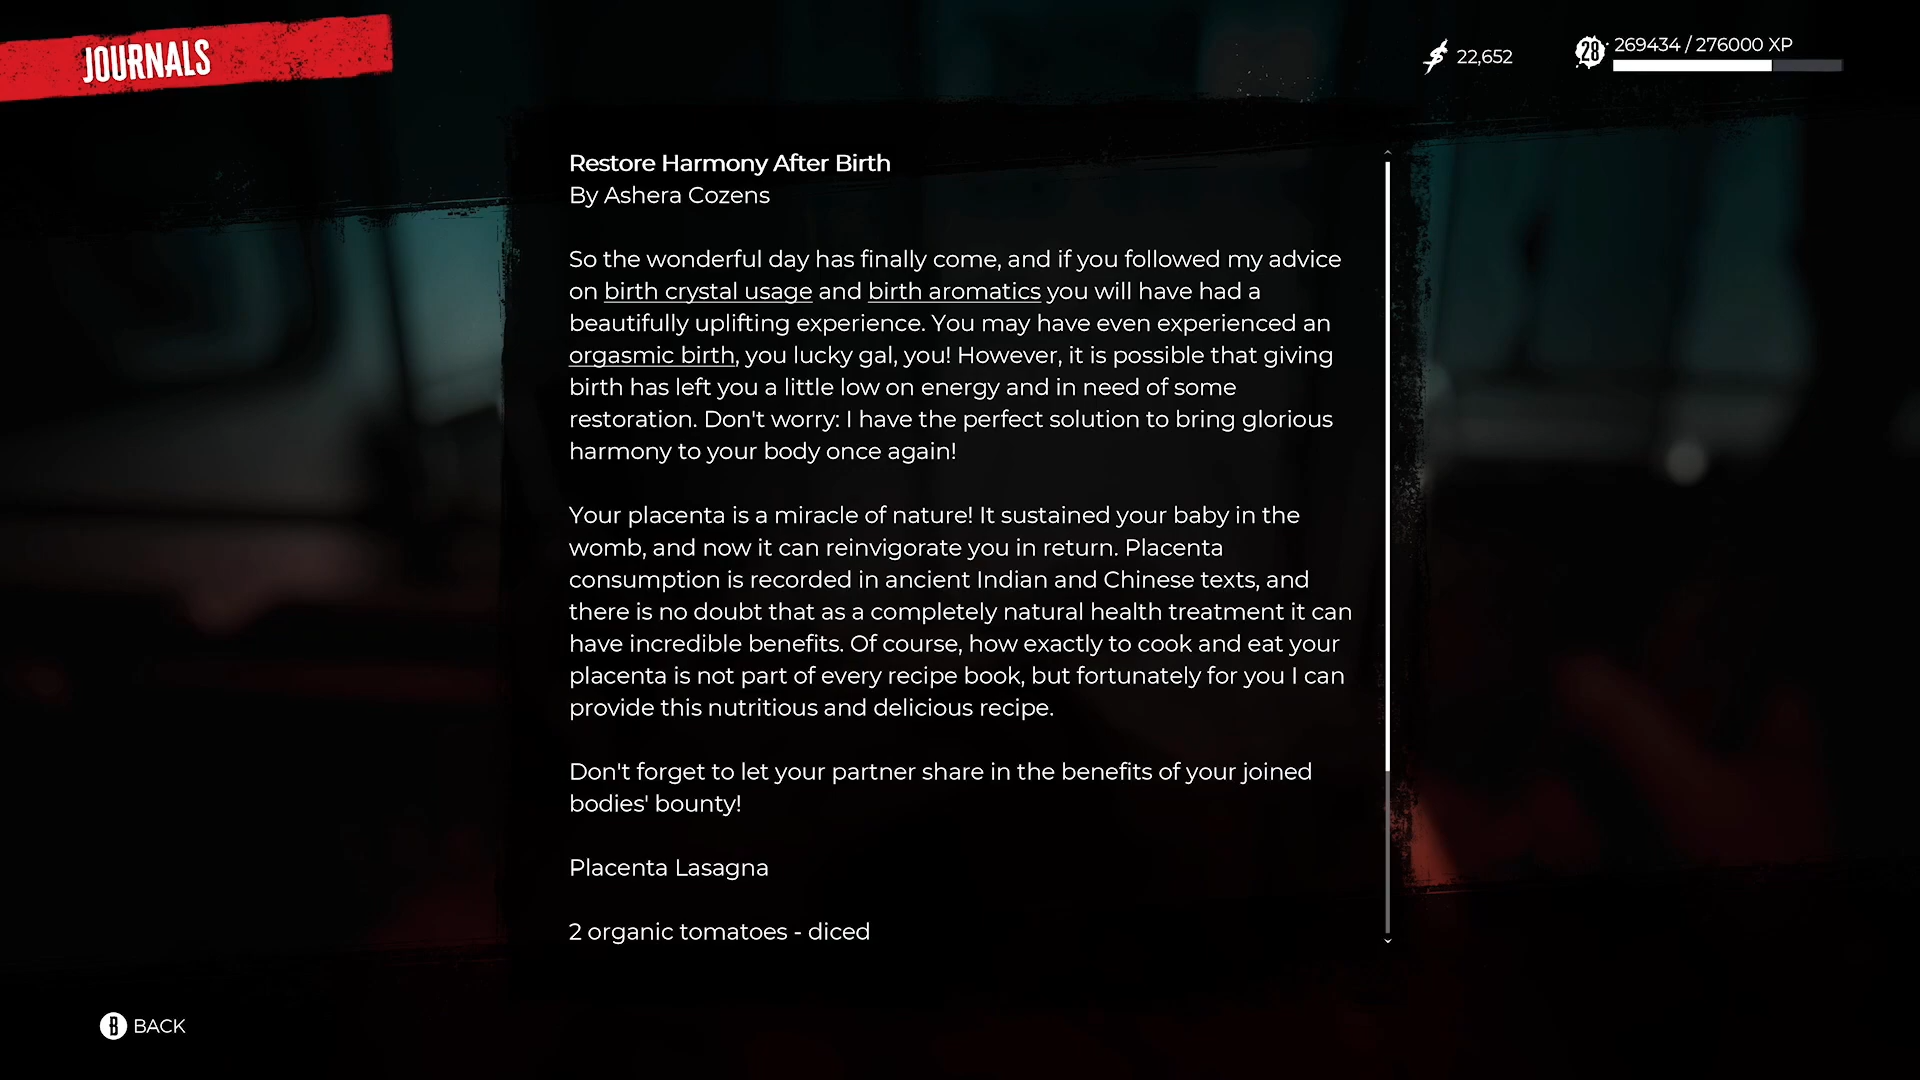 JOURNALS
22,652
28
269434 / 276000 XP
Restore Harmony After Birth
By Ashera Cozens
So the wonderful day has finally come, and if you followed my advice
on birth crystal usage and birth aromatics you will have had a
beautifully uplifting experience. You may have even experienced an
orgasmic birth, you lucky gal, you! However, it is possible that giving
birth has left you a little low on energy and in need of some
restoration. Don't worry: I have the perfect solution to bring glorious
harmony to your body once again!
Your placenta is a miracle of nature! It sustained your baby in the
womb, and now it can reinvigorate you in return. Placenta
consumption is recorded in ancient Indian and Chinese texts, and
there is no doubt that as a completely natural health treatment it can
have incredible benefits. Of course, how exactly to cook and eat your
placenta is not part of every recipe book, but fortunately for you I can
provide this nutritious and delicious recipe.
Don't forget to let your partner share in the benefits of your joined
bodies' bounty!
Placenta Lasagna
2 organic tomatoes - diced
B BACK